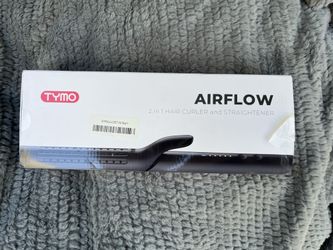 TYMO
AIRFLOW
2 in 1 HAIR CURLER and STRAIGHTENER